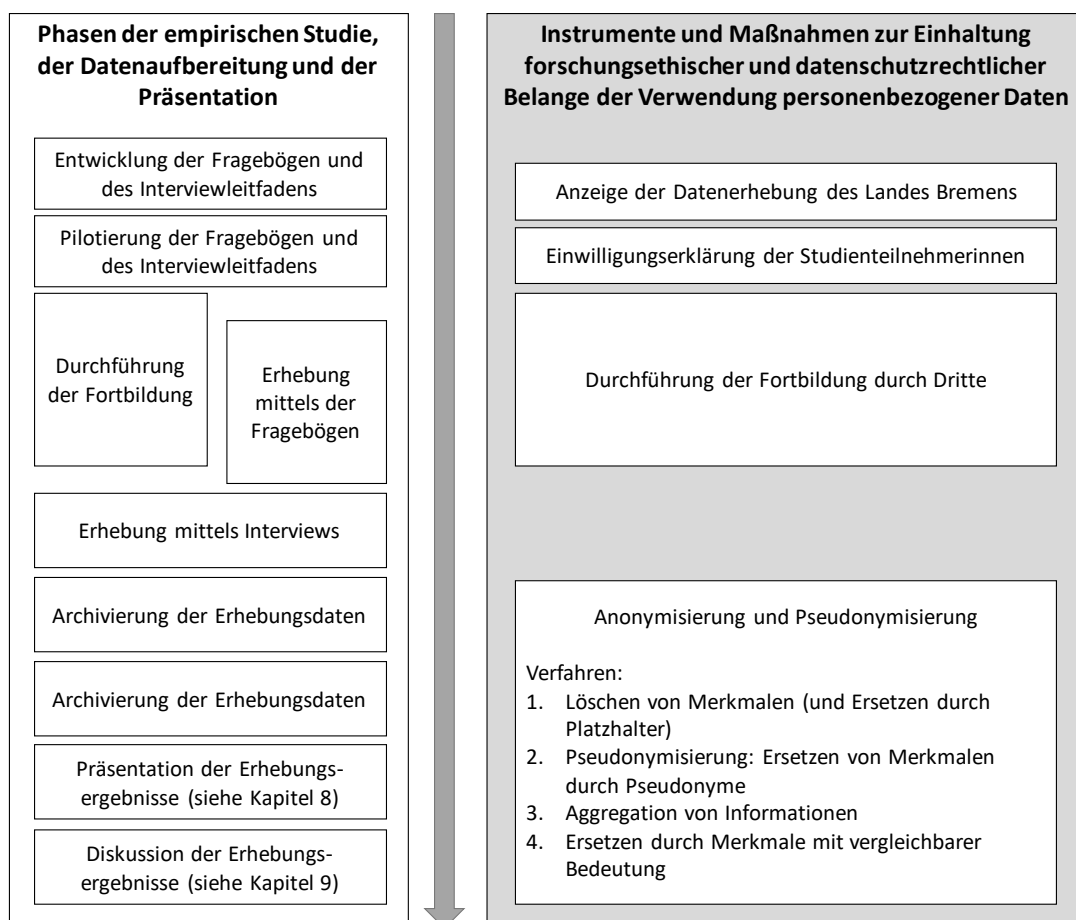 Phasen der empirischen Studie,
der Datenaufbereitung und der
Präsentation
Entwicklung der Fragebögen und
des Interviewleitfadens
Pilotierung der Fragebögen und
des Interviewleitfadens
Durchführung
der Fortbildung
Erhebung
mittels der
Fragebögen
Erhebung mittels Interviews
Archivierung der Erhebungsdaten
Archivierung der Erhebungsdaten
Präsentation der Erhebungs-
ergebnisse (siehe Kapitel 8)
Diskussion der Erhebungs-
ergebnisse (siehe Kapitel 9)
Instrumente und Maßnahmen zur Einhaltung
forschungsethischer und datenschutzrechtlicher
Belange der Verwendung personenbezogener Daten
Anzeige der Datenerhebung des Landes Bremens
Einwilligungserklärung der Studienteilnehmerinnen
Durchführung der Fortbildung durch Dritte
Anonymisierung und Pseudonymisierung
Verfahren:
1. Löschen von Merkmalen (und Ersetzen durch
Platzhalter)
2. Pseudonymisierung: Ersetzen von Merkmalen
durch Pseudonyme
3. Aggregation von Informationen
4. Ersetzen durch Merkmale mit vergleichbarer
Bedeutung